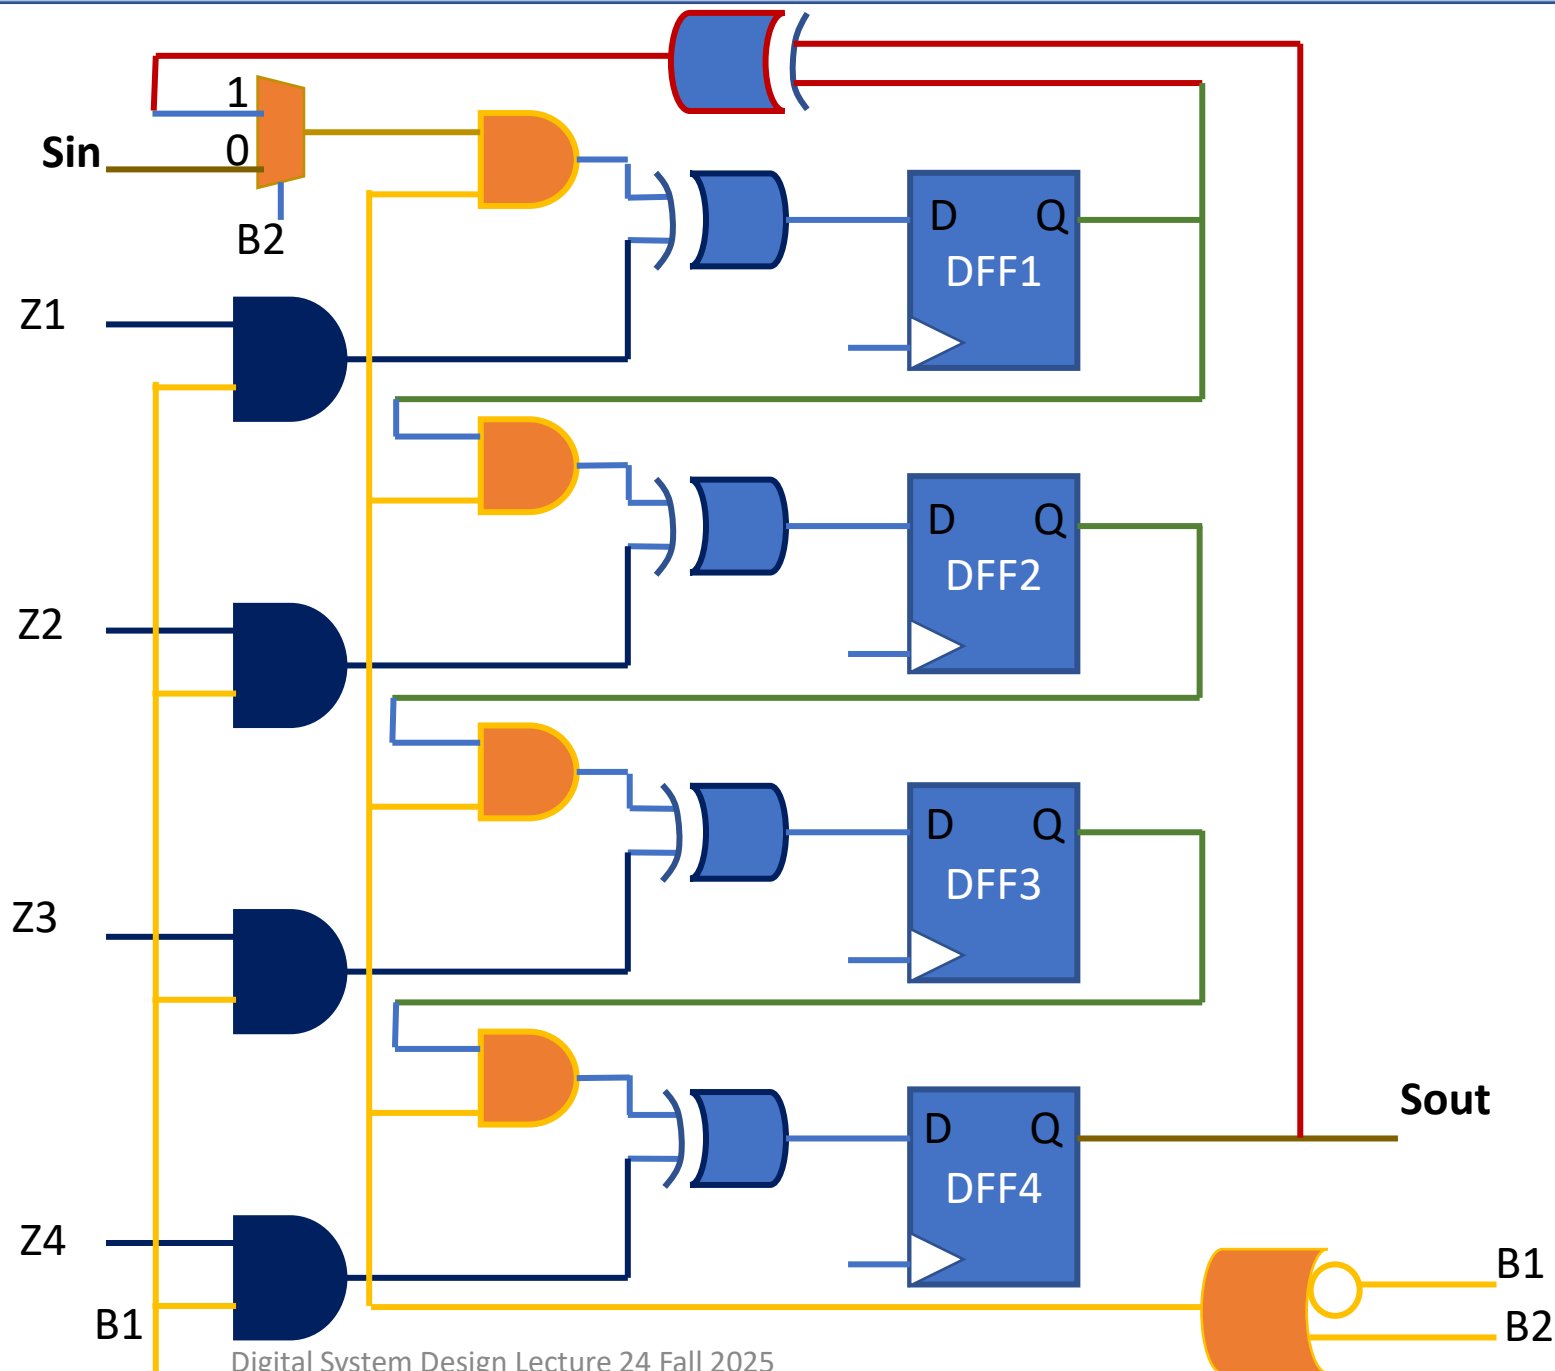 1
0
Sin
B2
D Q
DFF1
Z1
D Q
DFF2
Z2
D Q
DFF3
Z3
D Q
DFF4
Sout
Z4
B1
B1
B2
Digital System Design Lecture 24 Fall 2025